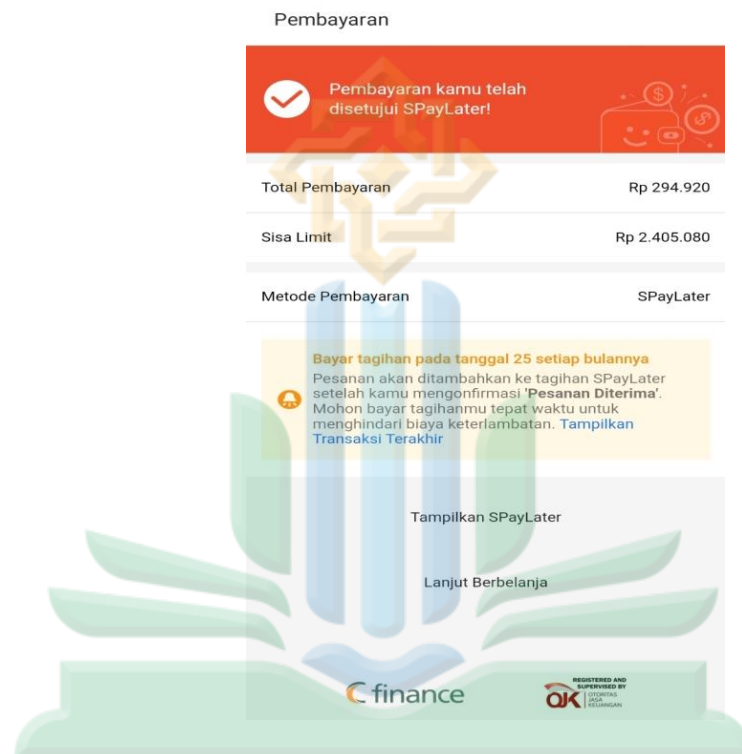 Pembayaran
Pembayaran kamu telah
disetujui SPayLater!
Total Pembayaran Rp 294.920
Sisa Limit Rp 2.405.080
Metode Pembayaran SPayLater
Bayar tagihan pada tanggal 25 setiap bulannya
Pesanan akan ditambahkan ke tagihan SPayLater
setelah kamu mengonfirmasi 'Pesanan Diterima'.
Mohon bayar tagihanmu tepat waktu untuk
menghindari biaya keterlambatan. Tampilkan
Transaksi Terakhir
Tampilkan SPayLater
Lanjut Berbelanja
C finance
REGISTERED AND
SUPERVISED BY
OJK
OTORITAS
JASA
KEUANGAN